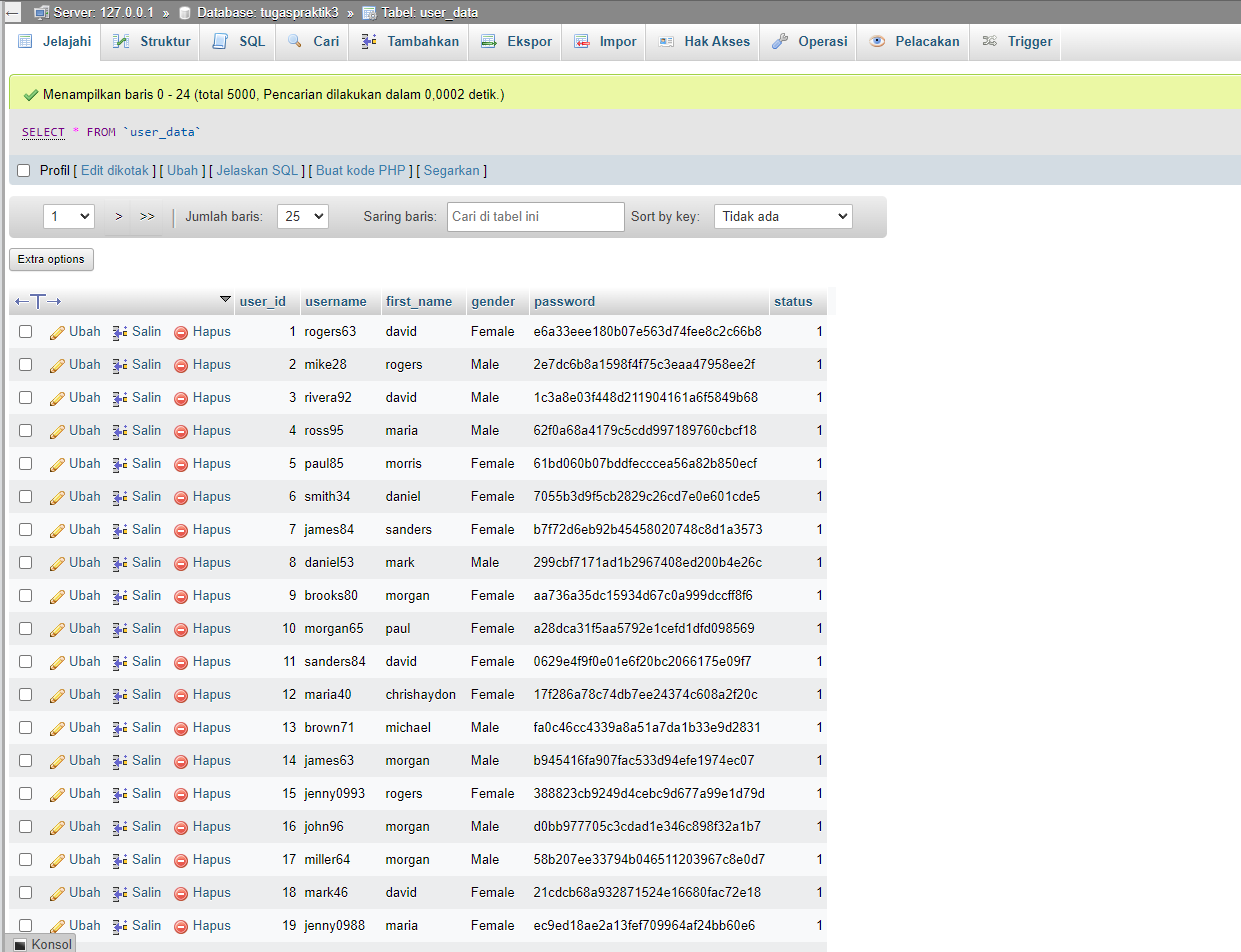 Server: 127.0.0.1 » Database: tugaspraktik3 » Tabel: user_data
Jelajahi Struktur SQL Cari Tambahkan Ekspor Impor Hak Akses Operasi Pelacakan Trigger
Menampilkan baris 0 - 24 (total 5000, Pencarian dilakukan dalam 0,0002 detik.)
SELECT * FROM `user_data`
Profil [ Edit dikotak ] [ Ubah ] [ Jelaskan SQL ] [ Buat kode PHP ] [ Segarkan ]
1 > >> | Jumlah baris: 25 Saring baris: Cari di tabel ini Sort by key: Tidak ada
Extra options
user_id username first_name gender password status
Ubah Salin Hapus 1 rogers63 david Female e6a33eee180b07e563d74fee8c2c66b8 1
Ubah Salin Hapus 2 mike28 rogers Male 2e7dc6b8a1598f4f75c3eaa47958ee2f 1
Ubah Salin Hapus 3 rivera92 david Male 1c3a8e03f448d211904161a6f5849b68 1
Ubah Salin Hapus 4 ross95 maria Male 62f0a68a4179c5cdd997189760cbcf18 1
Ubah Salin Hapus 5 paul85 morris Female 61bd060b07bddfecccea56a82b850ecf 1
Ubah Salin Hapus 6 smith34 daniel Female 7055b3d9f5cb2829c26cd7e0e601cde5 1
Ubah Salin Hapus 7 james84 sanders Female b7f72d6eb92b45458020748c8d1a3573 1
Ubah Salin Hapus 8 daniel53 mark Male 299cbf7171ad1b2967408ed200b4e26c 1
Ubah Salin Hapus 9 brooks80 morgan Female aa736a35dc15934d67c0a999dccff8f6 1
Ubah Salin Hapus 10 morgan65 paul Female a28dca31f5aa5792e1cefd1dfd098569 1
Ubah Salin Hapus 11 sanders84 david Female 0629e4f9f0e01e6f20bc2066175e09f7 1
Ubah Salin Hapus 12 maria40 chrishaydon Female 17f286a78c74db7ee24374c608a2f20c 1
Ubah Salin Hapus 13 brown71 michael Male fa0c46cc4339a8a51a7da1b33e9d2831 1
Ubah Salin Hapus 14 james63 morgan Male b945416fa907fac533d94efe1974ec07 1
Ubah Salin Hapus 15 jenny0993 rogers Female 388823cb9249d4cebc9d677a99e1d79d 1
Ubah Salin Hapus 16 john96 morgan Male d0bb977705c3cdad1e346c898f32a1b7 1
Ubah Salin Hapus 17 miller64 morgan Male 58b207ee33794b046511203967c8e0d7 1
Ubah Salin Hapus 18 mark46 david Female 21cdcb68a932871524e16680fac72e18 1
Ubah Salin Hapus 19 jenny0988 maria Female ec9ed18ae2a13fef709964af24bb60e6 1
Konsol